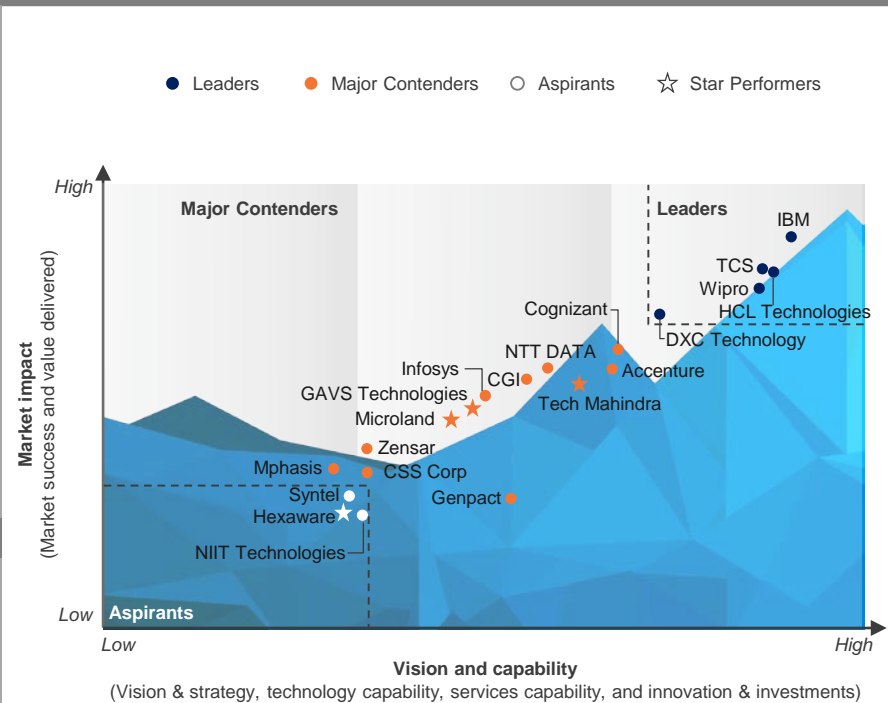 Leaders
Major Contenders
Aspirants
Star Performers
High
Major Contenders
Leaders
IBM
TCS
Wipro
HCL Technologies
Cognizant
DXC Technology
NTT DATA
Infosys
CGI
Accenture
GAVS Technologies
Tech Mahindra
Microland
Zensar
Mphasis
CSS Corp
Syntel
Genpact
Hexaware
NIIT Technologies
Market impact
(Market success and value delivered)
Low
Aspirants
Low
High
Vision and capability
(Vision & strategy, technology capability, services capability, and innovation & investments)